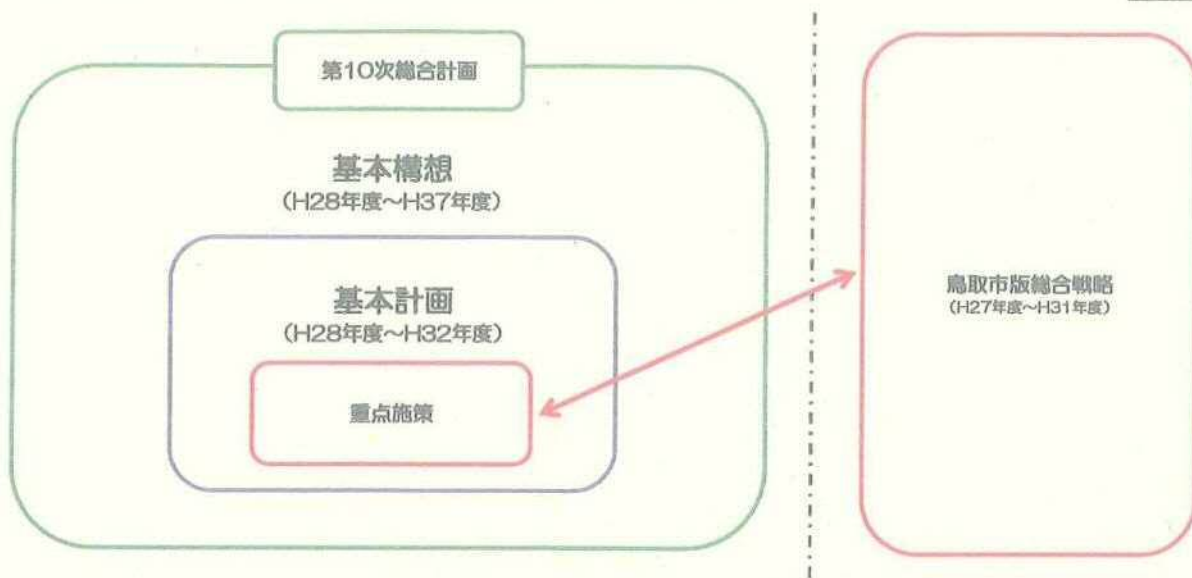 第10次総合計画
基本構想
（H28年度～H37年度）
基本計画
（H28年度～H32年度）
重点施策
鳥取市版総合戦略
（H27年度～H31年度）